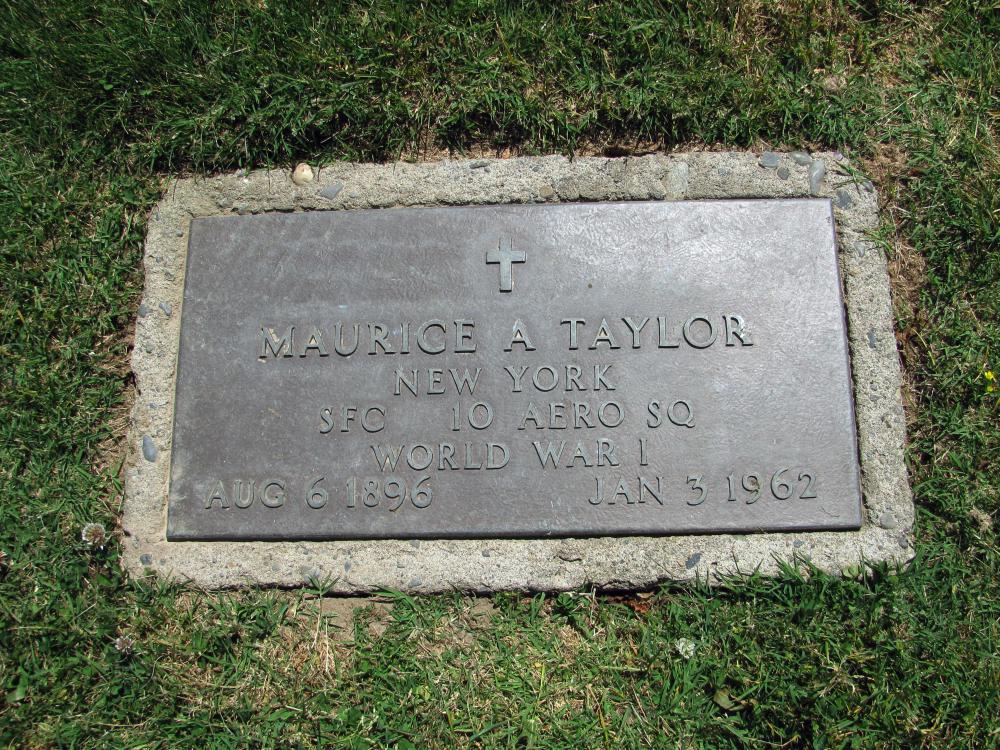 MAURICE A TAYLOR
NEW YORK
SFC 10 AERO SQ
WORLD WAR I
AUG 6 1896 JAN 3 1962